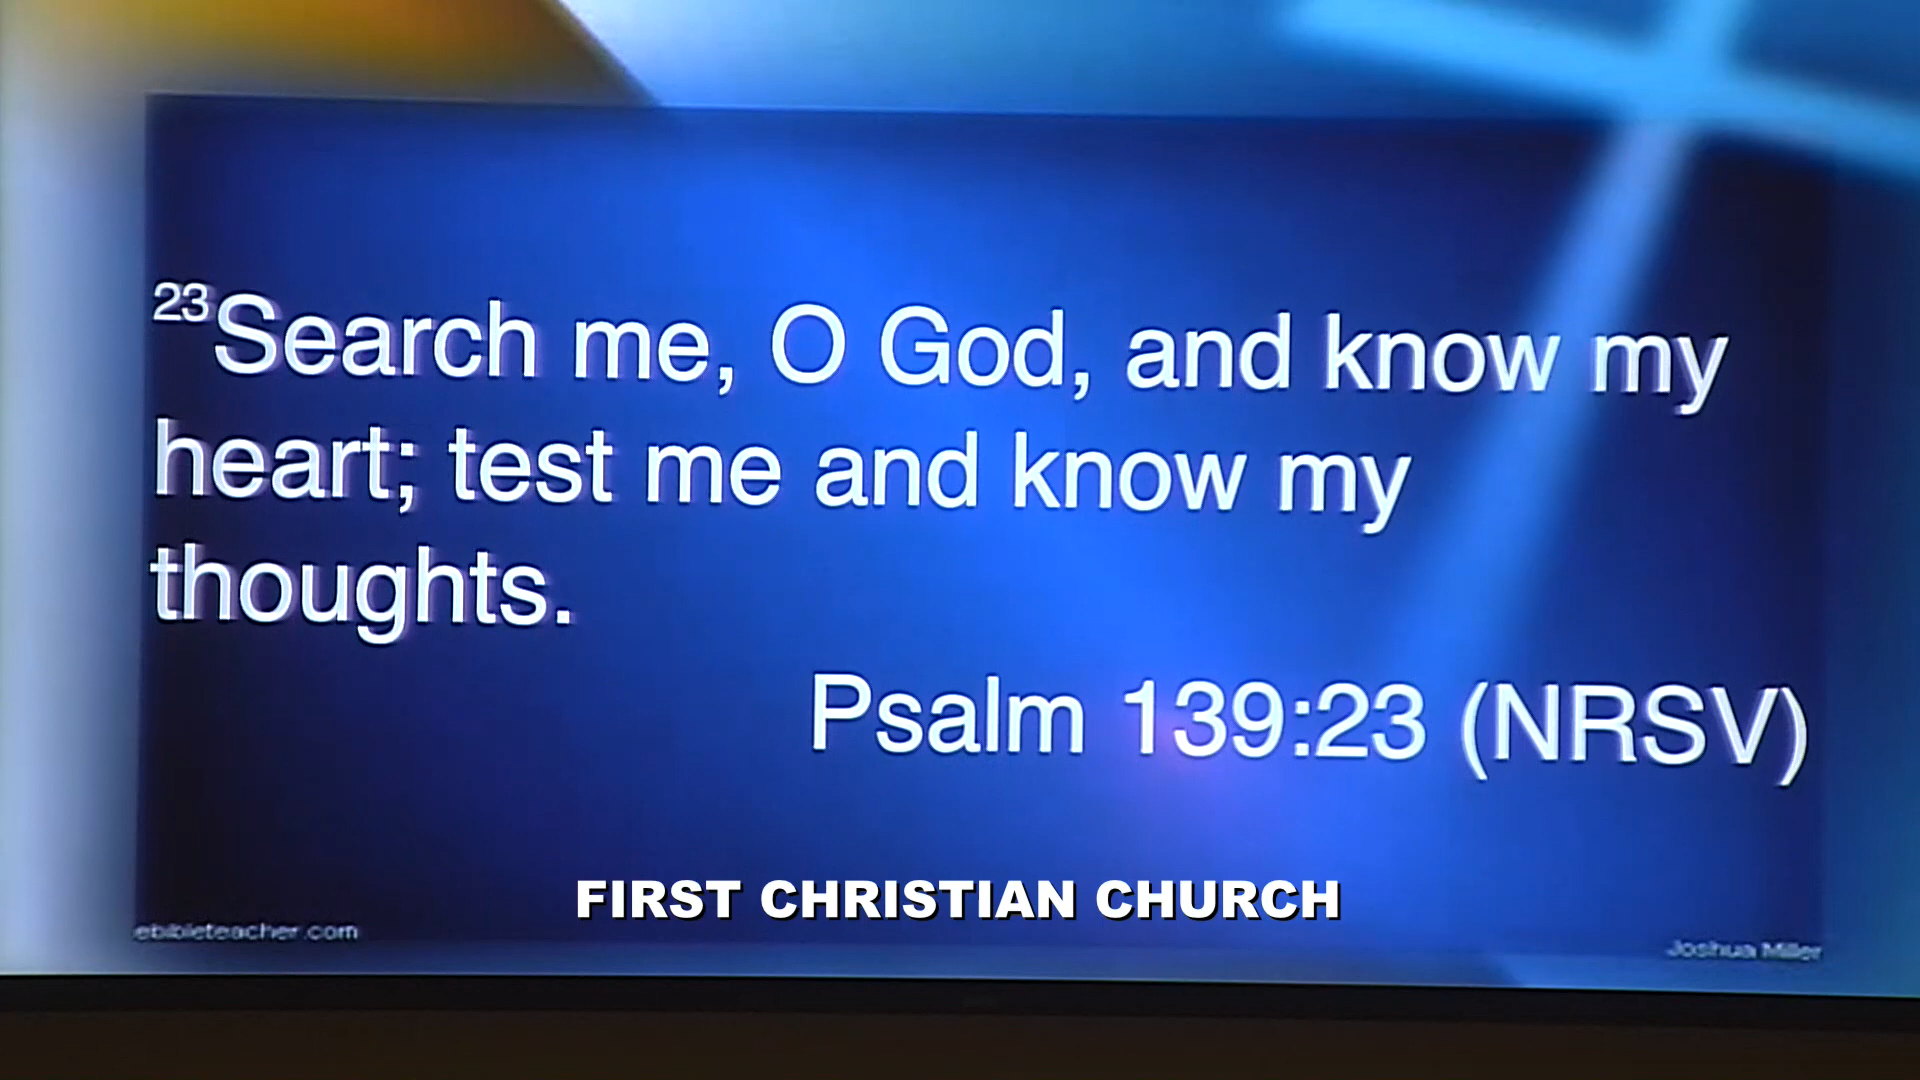 23Search me, O God, and know my
heart; test me and know my
thoughts.
Psalm 139:23 (NRSV)
FIRST CHRISTIAN CHURCH
ebibleteacher.com
Joshua Miller